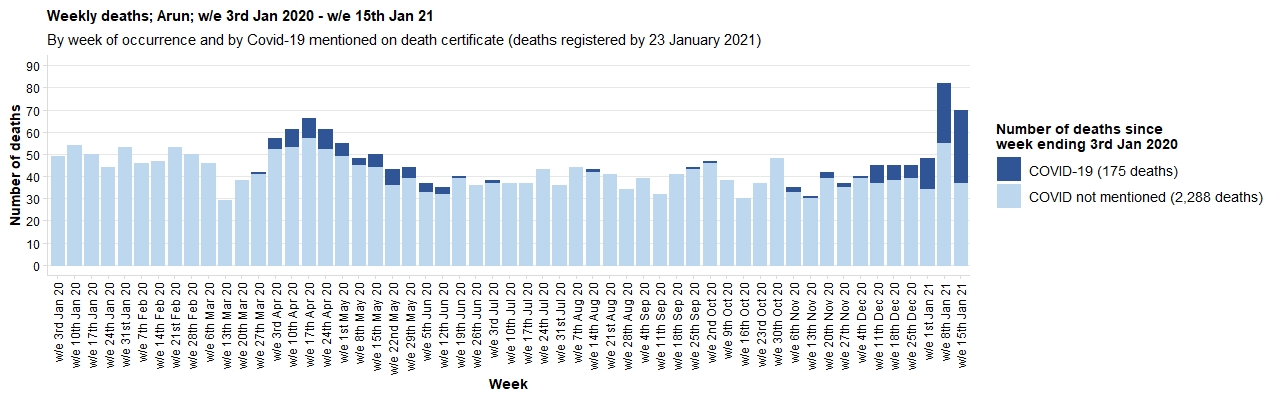 Weekly deaths; Arun; w/e 3rd Jan 2020 - w/e 15th Jan 21
By week of occurrence and by Covid-19 mentioned on death certificate (deaths registered by 23 January 2021)
Number of deaths
90
80
70
60
50
40
30
20
10
0
w/e 3rd Jan 20
w/e 10th Jan 20
w/e 17th Jan 20
w/e 24th Jan 20
w/e 31st Jan 20
w/e 7th Feb 20
w/e 14th Feb 20
w/e 21st Feb 20
w/e 28th Feb 20
w/e 6th Mar 20
w/e 13th Mar 20
w/e 20th Mar 20
w/e 27th Mar 20
w/e 3rd Apr 20
w/e 10th Apr 20
w/e 17th Apr 20
w/e 24th Apr 20
w/e 1st May 20
w/e 8th May 20
w/e 15th May 20
w/e 22nd May 20
w/e 29th May 20
w/e 5th Jun 20
w/e 12th Jun 20
w/e 19th Jun 20
w/e 26th Jun 20
w/e 3rd Jul 20
w/e 10th Jul 20
w/e 17th Jul 20
w/e 24th Jul 20
w/e 31st Jul 20
w/e 7th Aug 20
w/e 14th Aug 20
w/e 21st Aug 20
w/e 28th Aug 20
w/e 4th Sep 20
w/e 11th Sep 20
w/e 18th Sep 20
w/e 25th Sep 20
w/e 2nd Oct 20
w/e 9th Oct 20
w/e 16th Oct 20
w/e 23rd Oct 20
w/e 30th Oct 20
w/e 6th Nov 20
w/e 13th Nov 20
w/e 20th Nov 20
w/e 27th Nov 20
w/e 4th Dec 20
w/e 11th Dec 20
w/e 18th Dec 20
w/e 25th Dec 20
w/e 1st Jan 21
w/e 8th Jan 21
w/e 15th Jan 21
Week
Number of deaths since
week ending 3rd Jan 2020
COVID-19 (175 deaths)
COVID not mentioned (2,288 deaths)